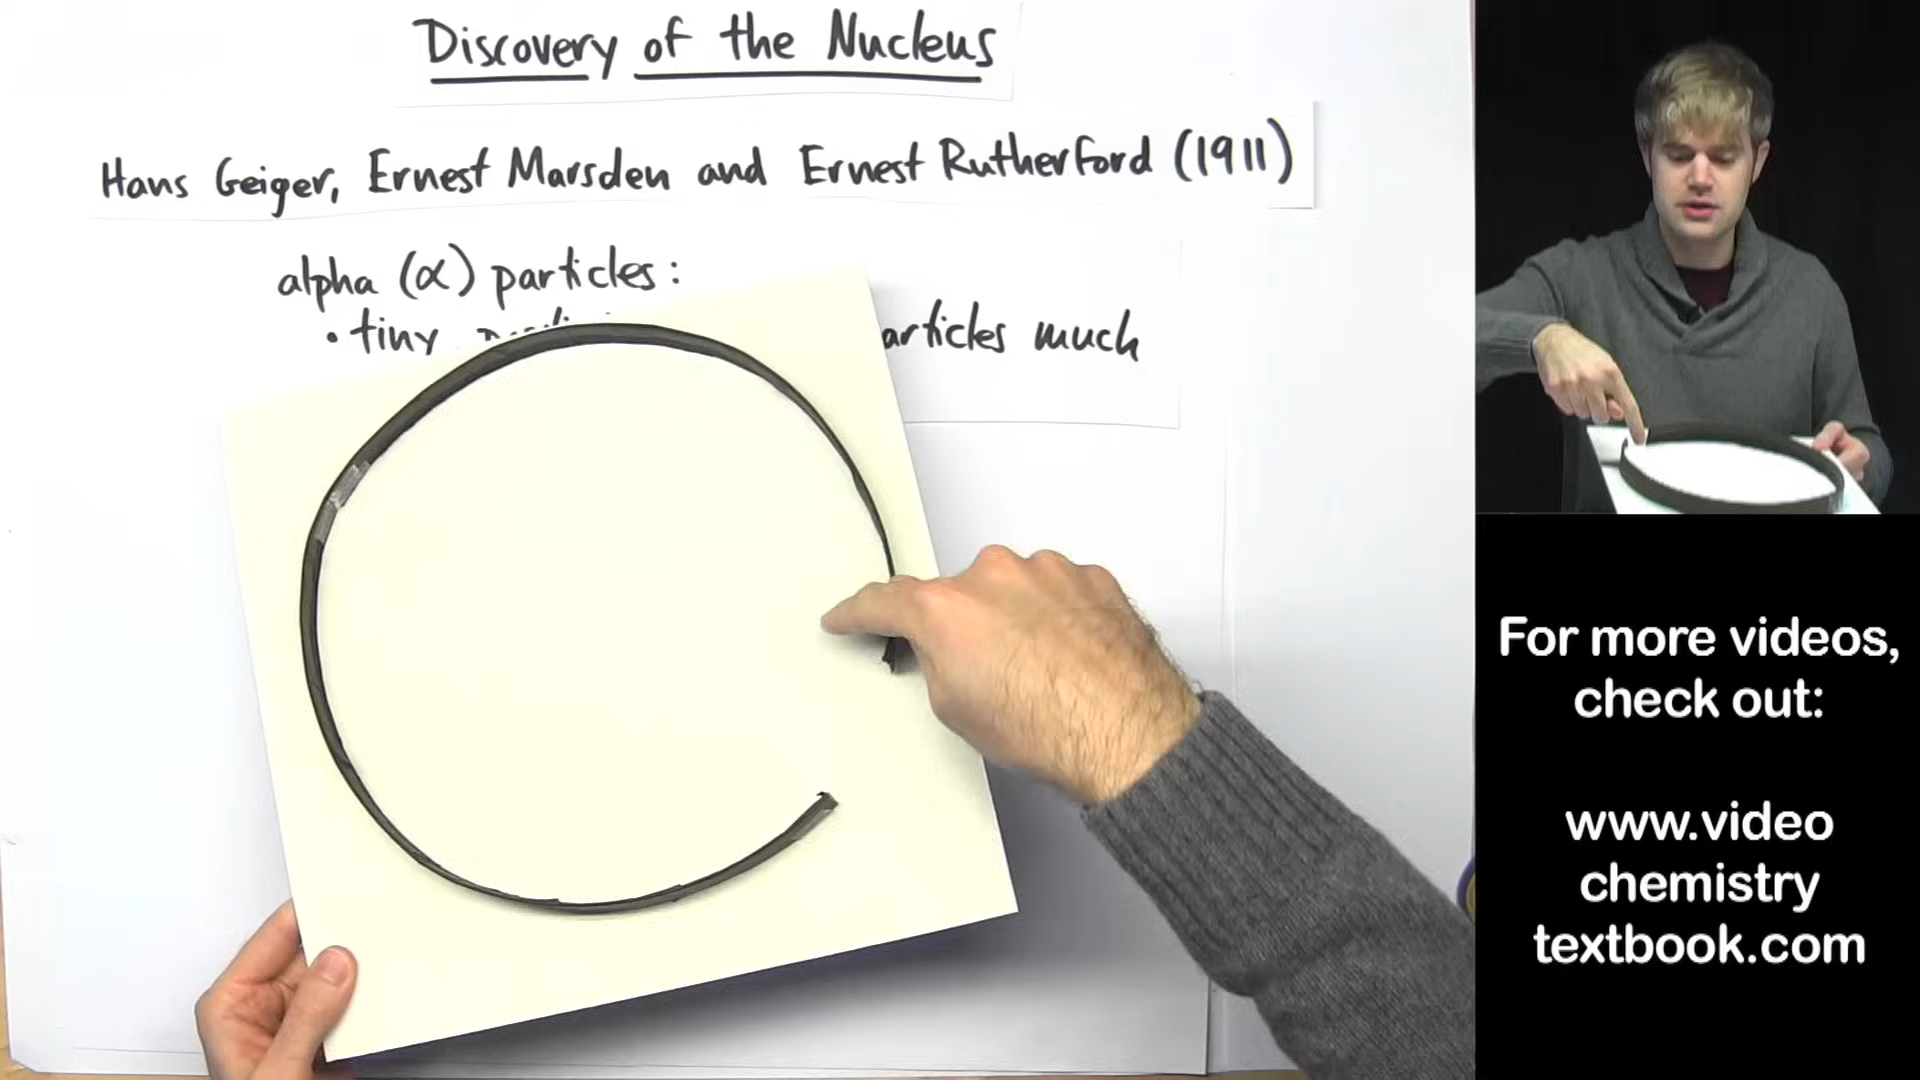 Discovery of the Nucleus
Hans Geiger, Ernest Marsden and Ernest Rutherford (1911)
alpha (α) particles:
• tiny articles much
For more videos,
check out:
www.video
chemistry
textbook.com